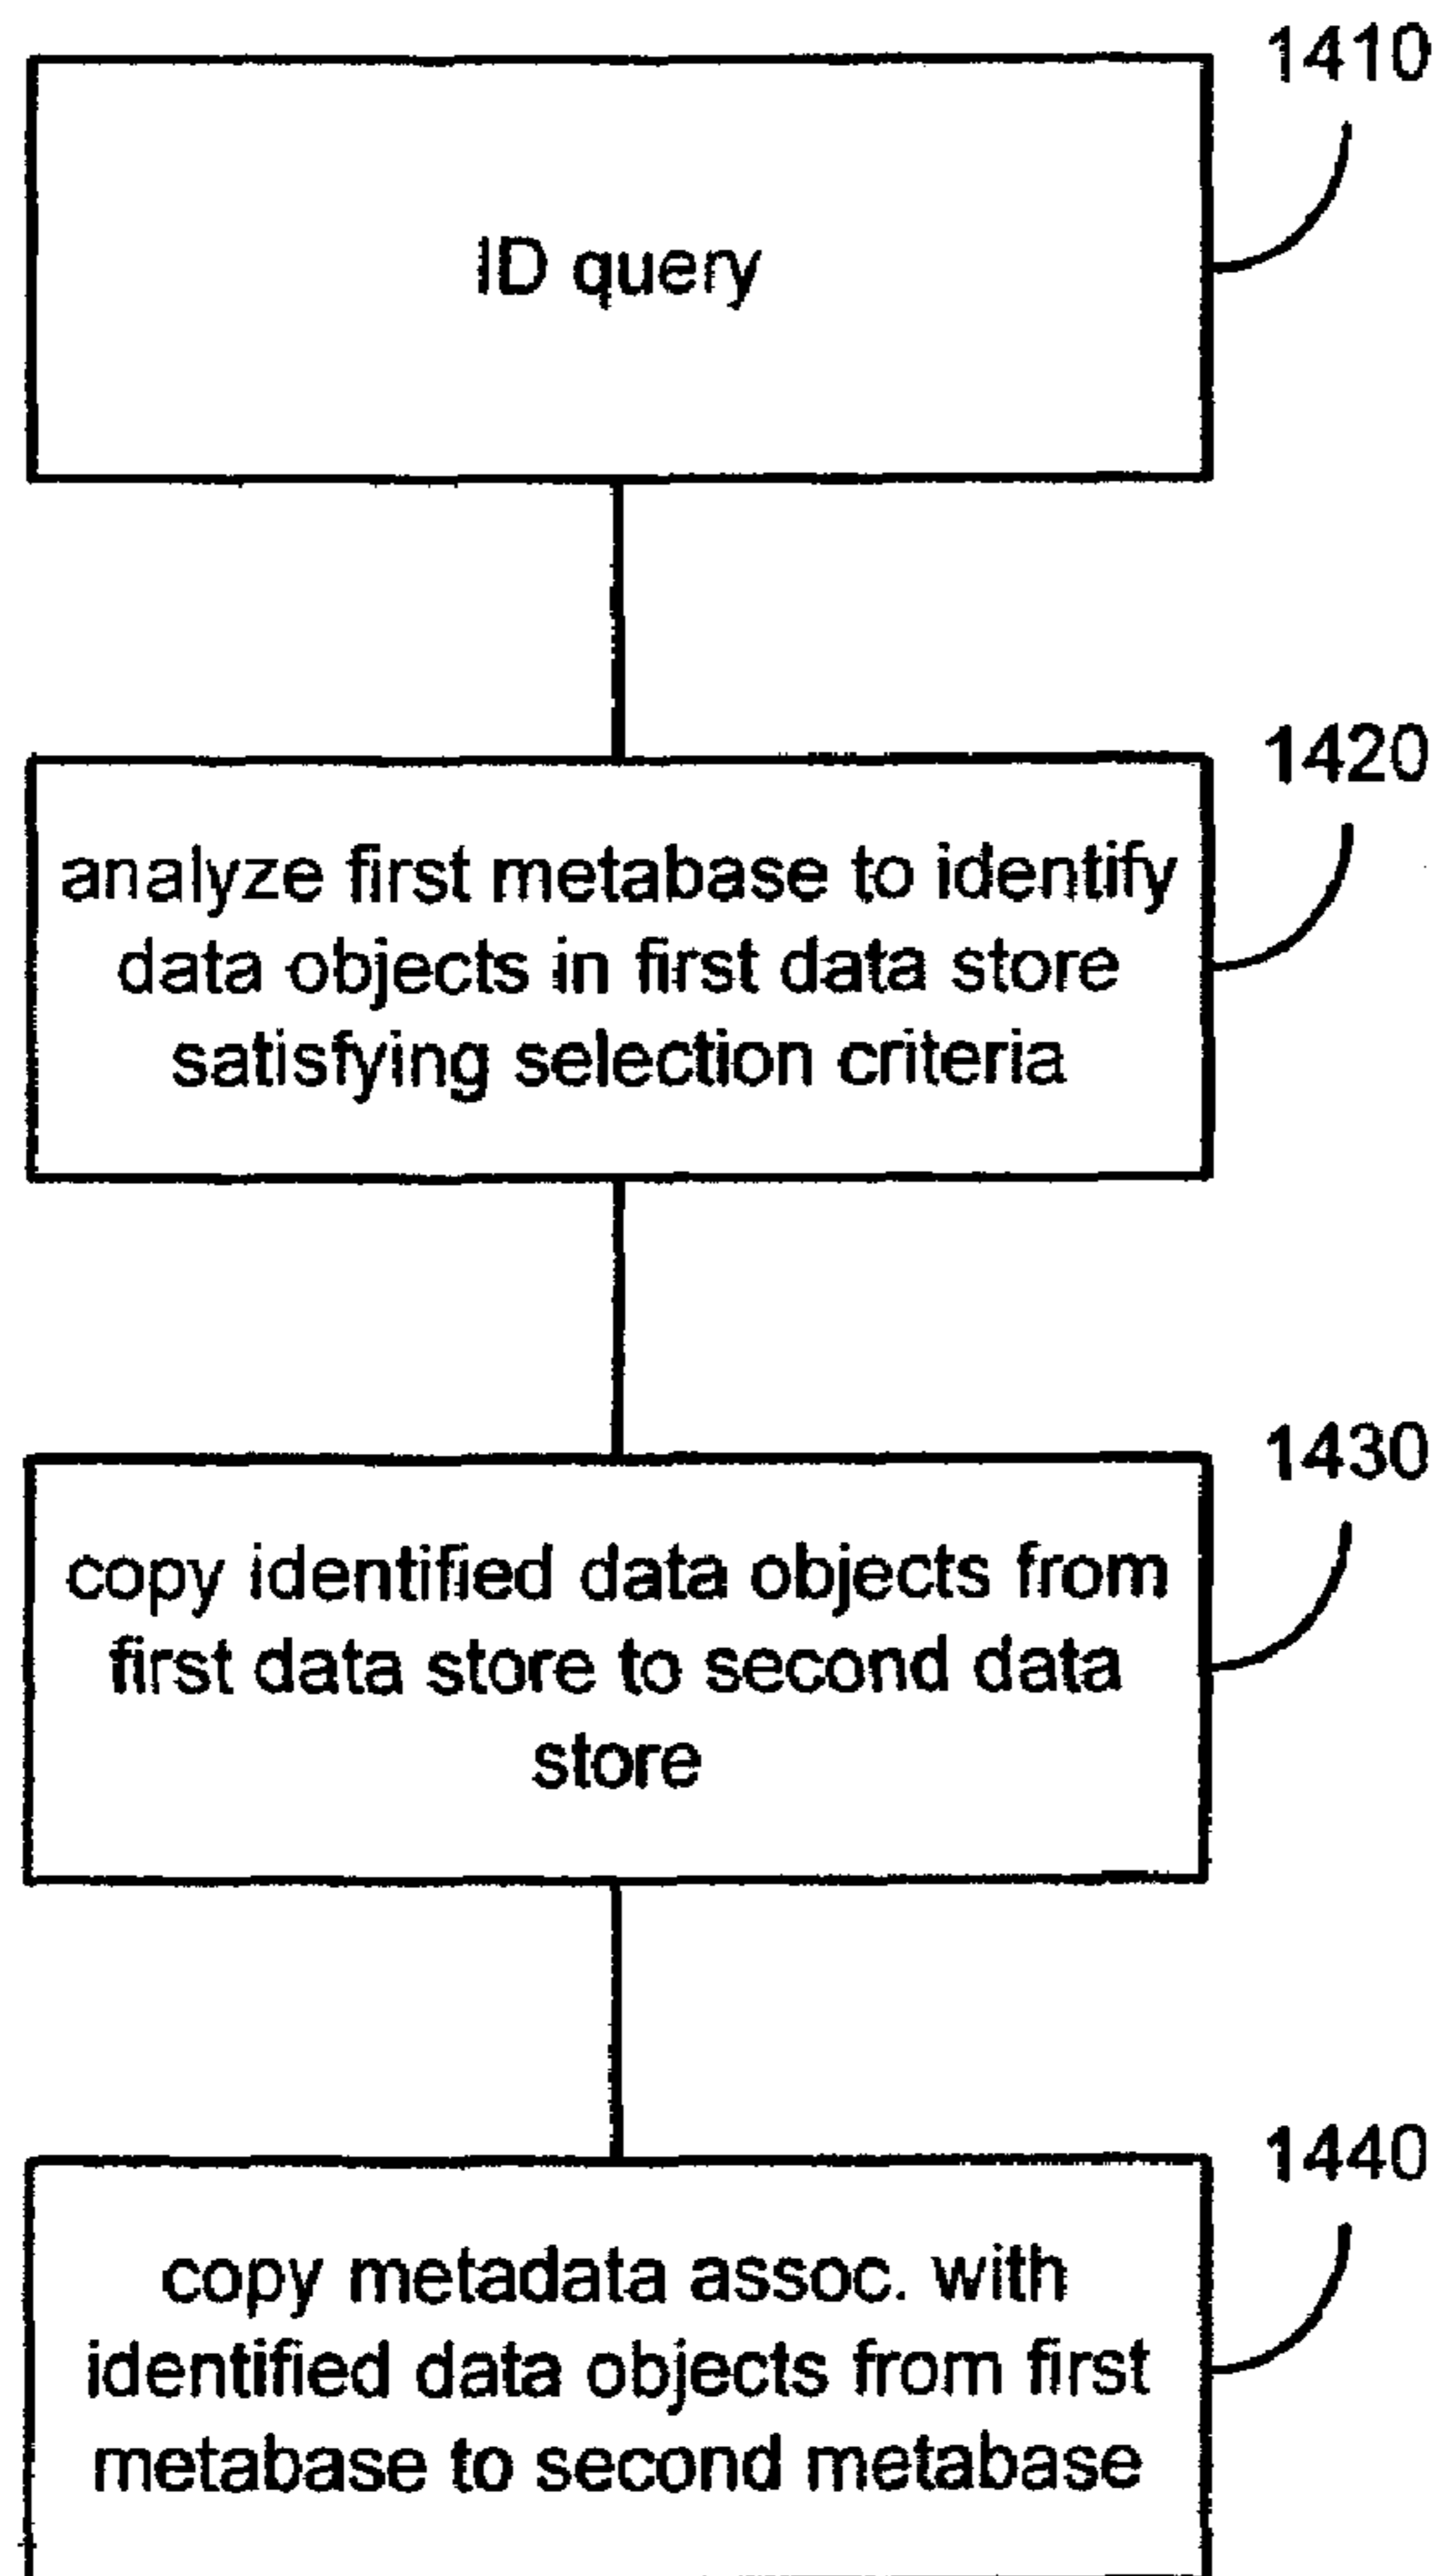 1410
ID query
1420
analyze first metabase to identify
data objects in first data store
satisfying selection criteria
1430
copy identified data objects from
first data store to second data
store
1440
copy metadata assoc. with
identified data objects from first
metabase to second metabase